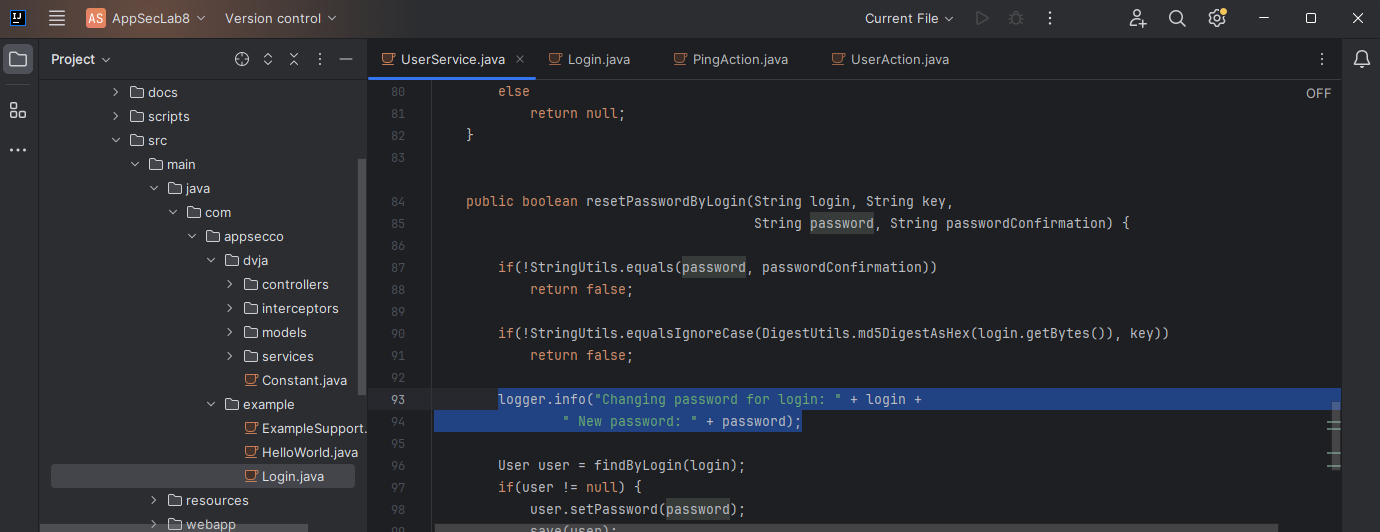 AS AppSecLab8 Version control Current File
Project
UserService.java Login.java PingAction.java UserAction.java
docs
scripts
src
main
java
com
appsecco
dvja
controllers
interceptors
models
services
Constant.java
example
ExampleSupport.
HelloWorld.java
Login.java
resources
webapp
OFF
80 else
81 return null;
82 }
83
84 public boolean resetPasswordByLogin(String login, String key,
85 String password, String passwordConfirmation) {
86
87 if(!StringUtils.equals(password, passwordConfirmation))
88 return false;
89
90 if(!StringUtils.equalsIgnoreCase(DigestUtils.md5DigestAsHex(login.getBytes()), key))
91 return false;
92
93 logger.info("Changing password for login: " + login +
94 " New password: " + password);
95
96 User user = findByLogin(login);
97 if(user != null) {
98 user.setPassword(password);
99 save(user);